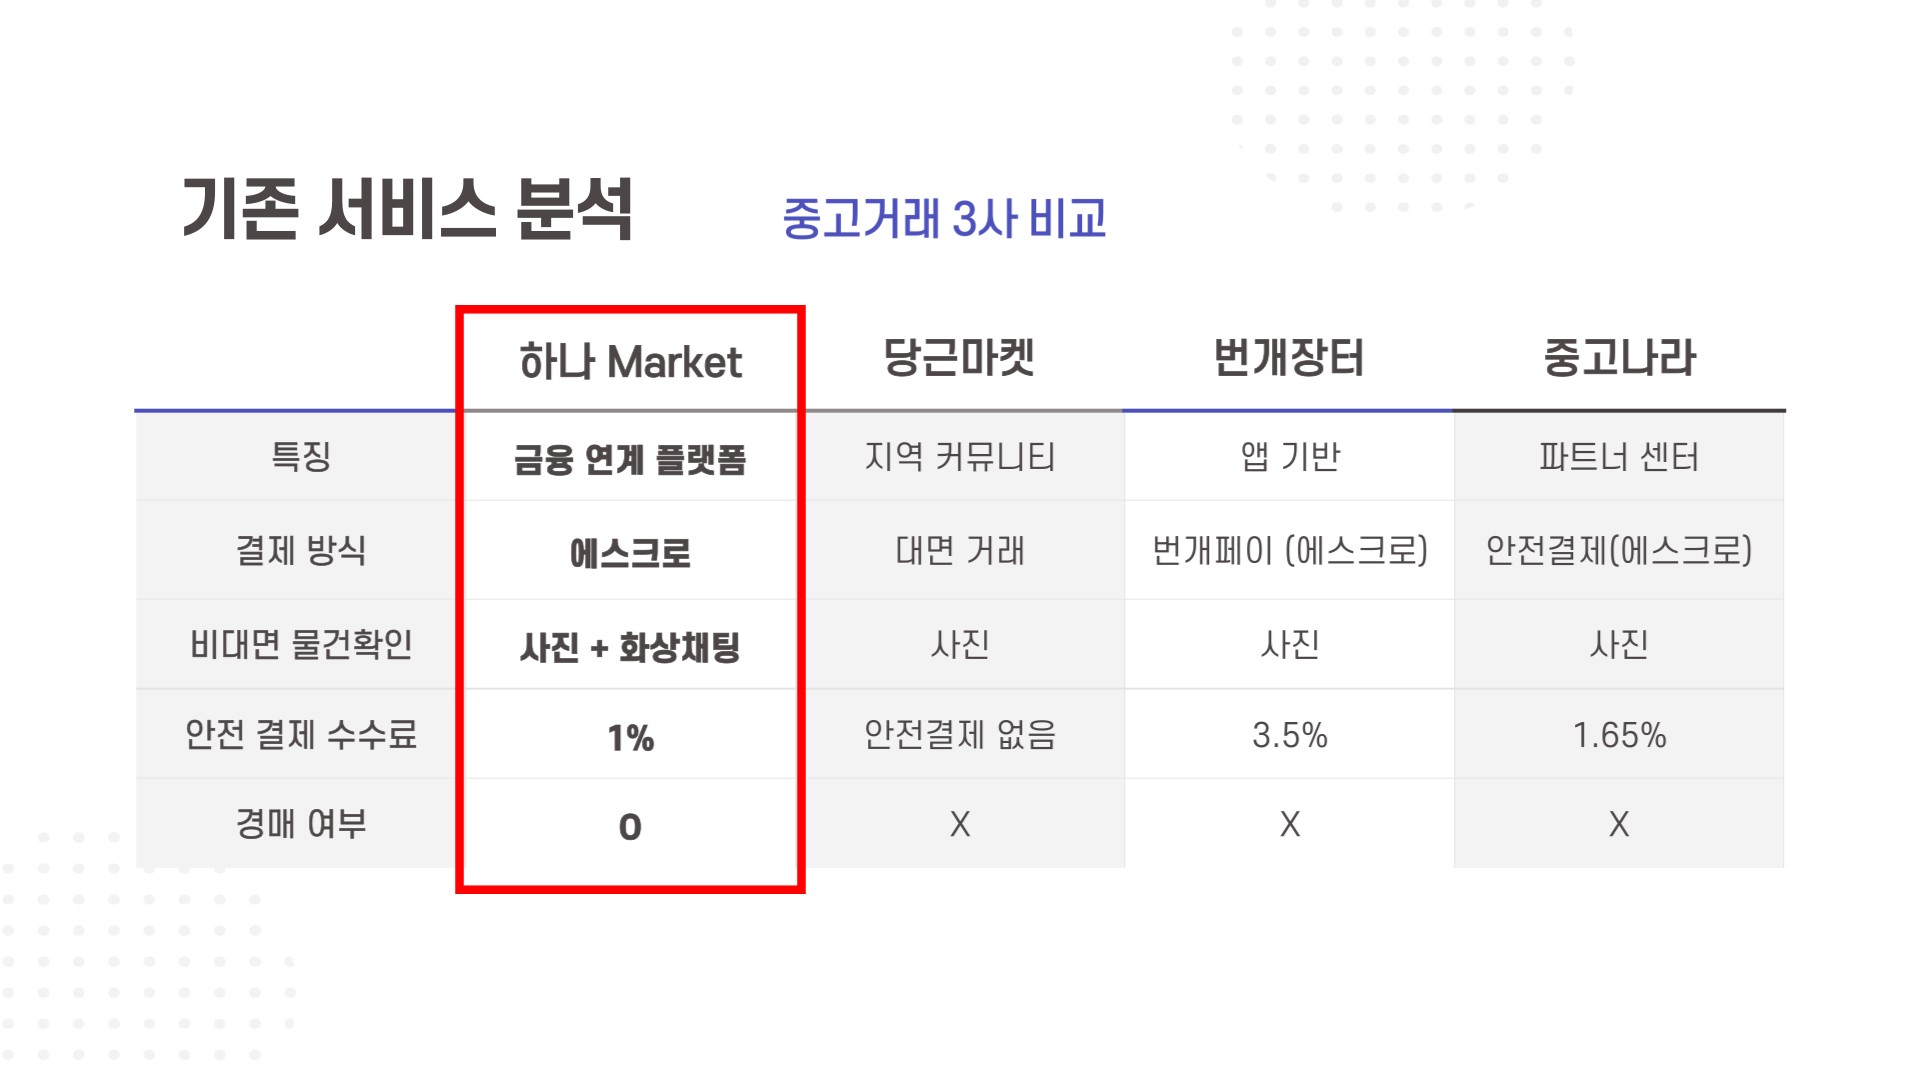 기존 서비스 분석
중고거래 3사 비교
하나 Market 당근마켓 번개장터 중고나라
특징 금융 연계 플랫폼 지역 커뮤니티 앱 기반 파트너 센터
결제 방식 에스크로 대면 거래 번개페이 (에스크로) 안전결제(에스크로)
비대면 물건확인 사진 + 화상채팅 사진 사진 사진
안전 결제 수수료 1% 안전결제 없음 3.5% 1.65%
경매 여부 O X X X